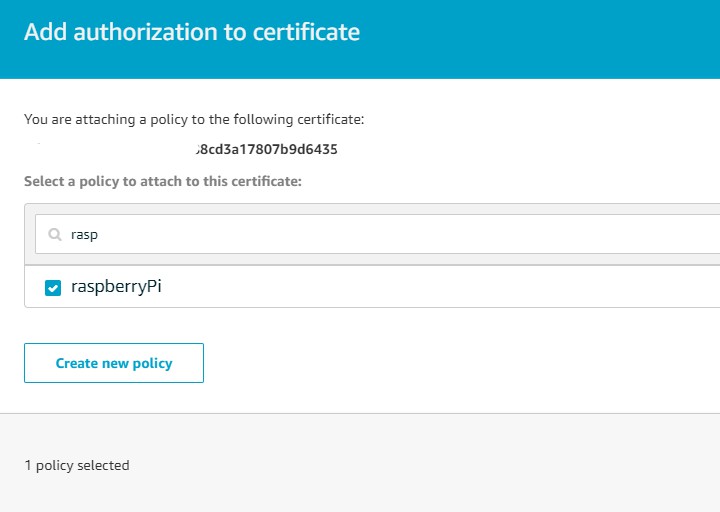 Add authorization to certificate
You are attaching a policy to the following certificate:
8cd3a17807b9d6435
Select a policy to attach to this certificate:
rasp
raspberryPi
Create new policy
1 policy selected